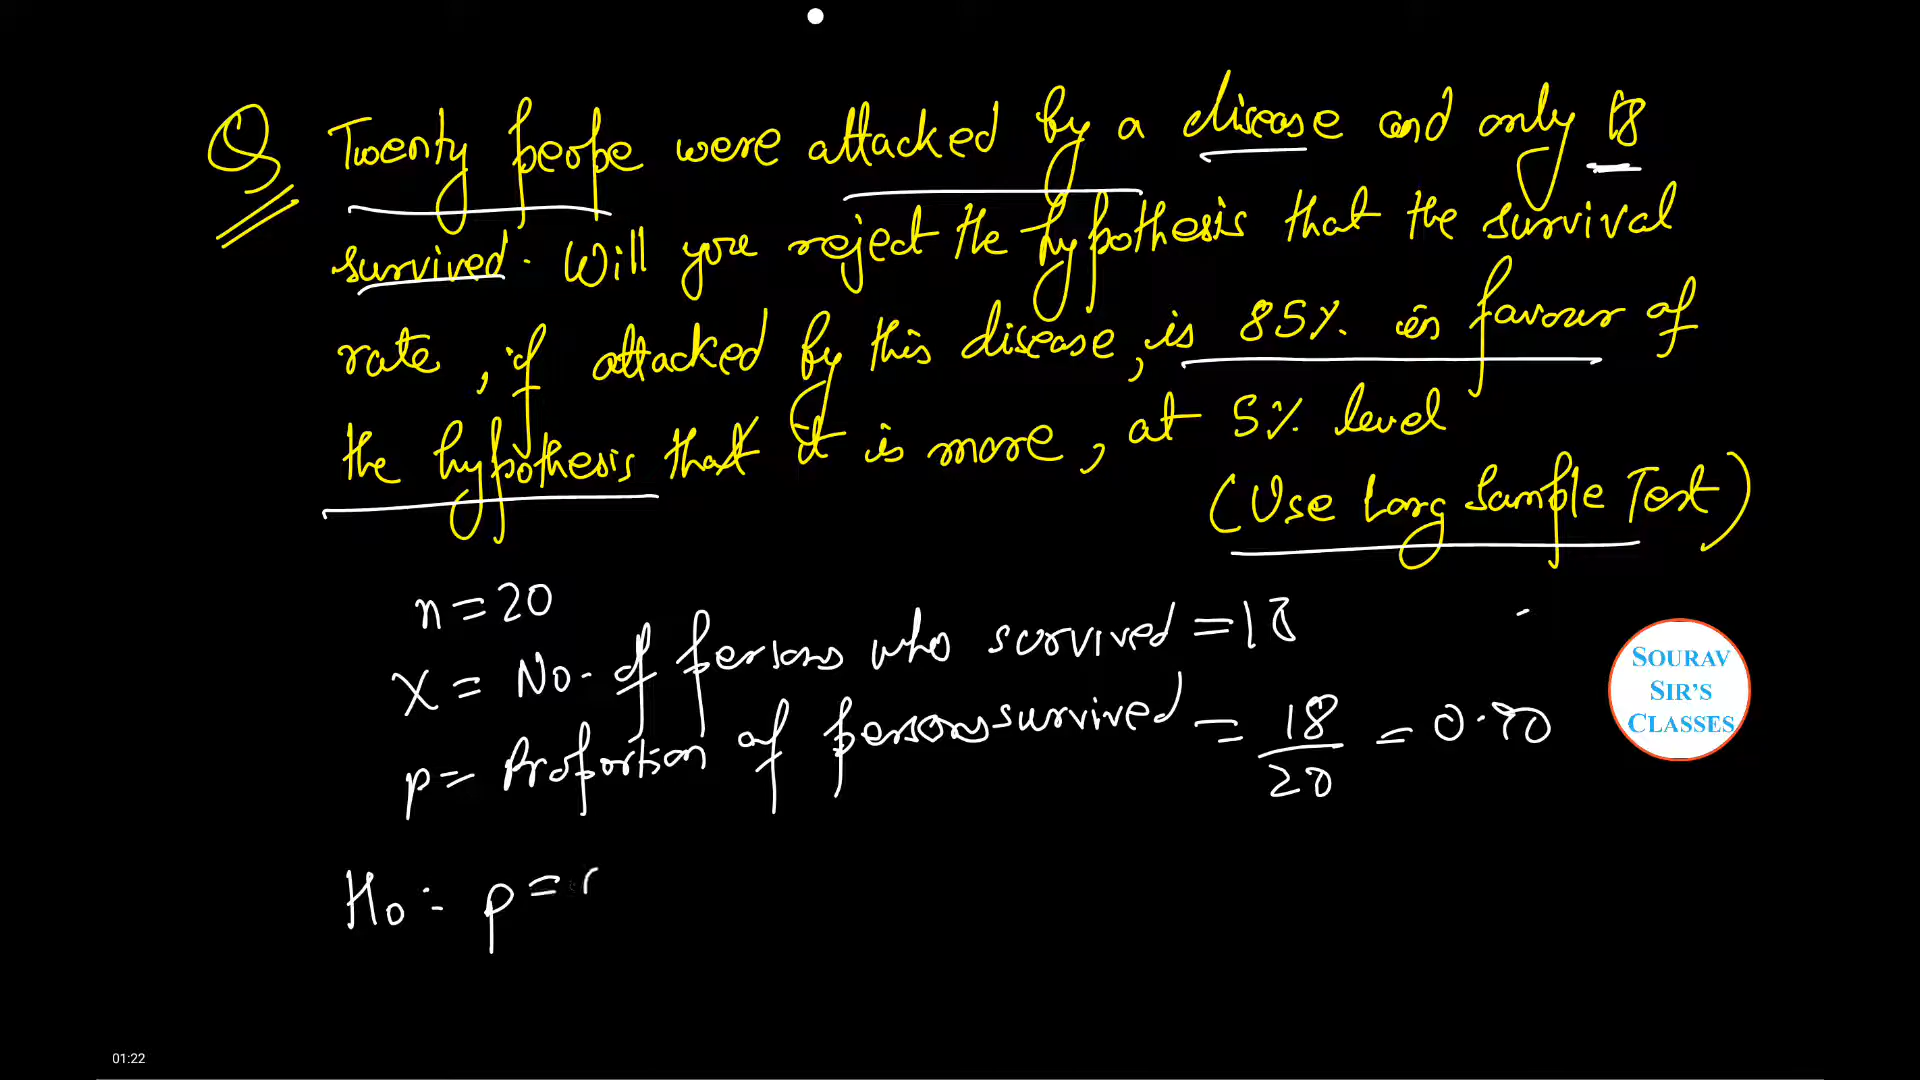 Q Twenty peope were attacked by a disease and only 18
survived. Will you reject the hypothesis that the survival
rate, if attacked by this disease, is 85% in favour of
the hypothesis that it is more, at 5% level
(Use Larg Sample Test)
n=20
X = No. of persons who survived = 18
p = Proportion of persons survived = 18/20 = 0.90
SOURAV
SIR'S
CLASSES
H0: p =
01:22